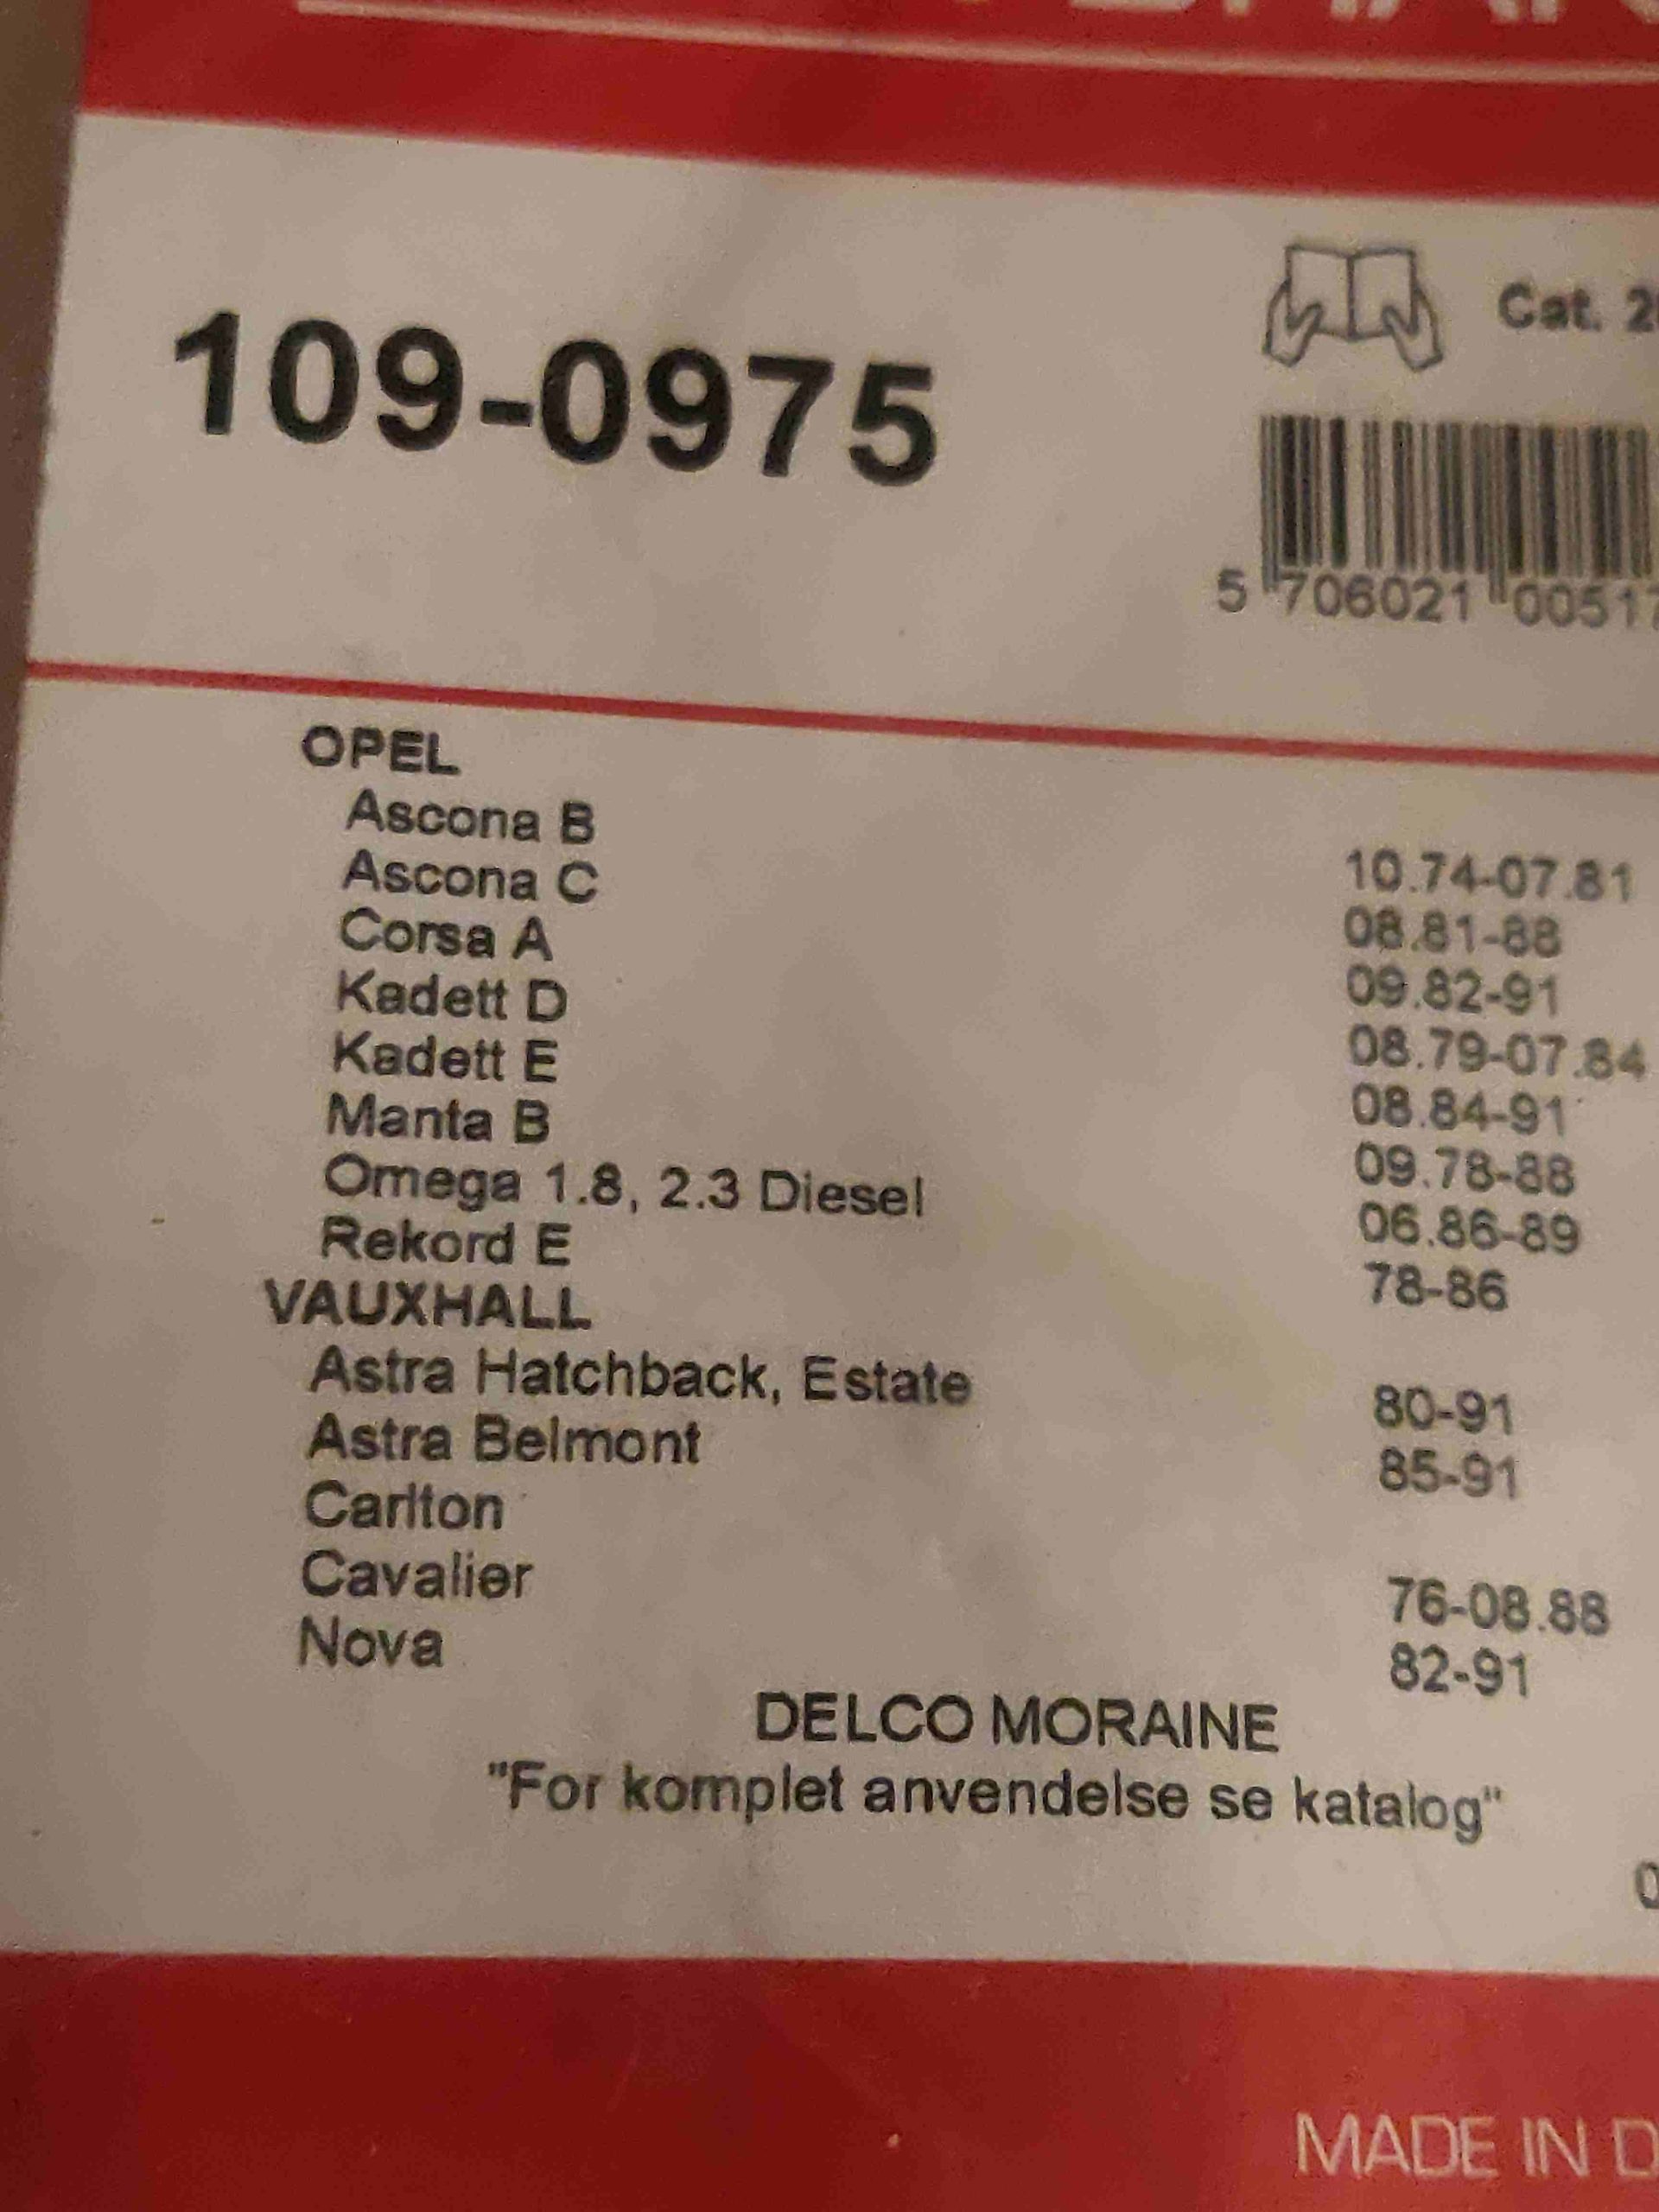 109-0975
Cat.
5 706021 00517
OPEL
Ascona B 10.74-07.81
Ascona C 08.81-88
Corsa A 09.82-91
Kadett D 08.79-07.84
Kadett E 08.84-91
Manta B 09.78-88
Omega 1.8, 2.3 Diesel 06.86-89
Rekord E 78-86
VAUXHALL
Astra Hatchback, Estate 80-91
Astra Belmont 85-91
Carlton
Cavalier 76-08.88
Nova 82-91
DELCO MORAINE
"For komplet anvendelse se katalog"
MADE IN D